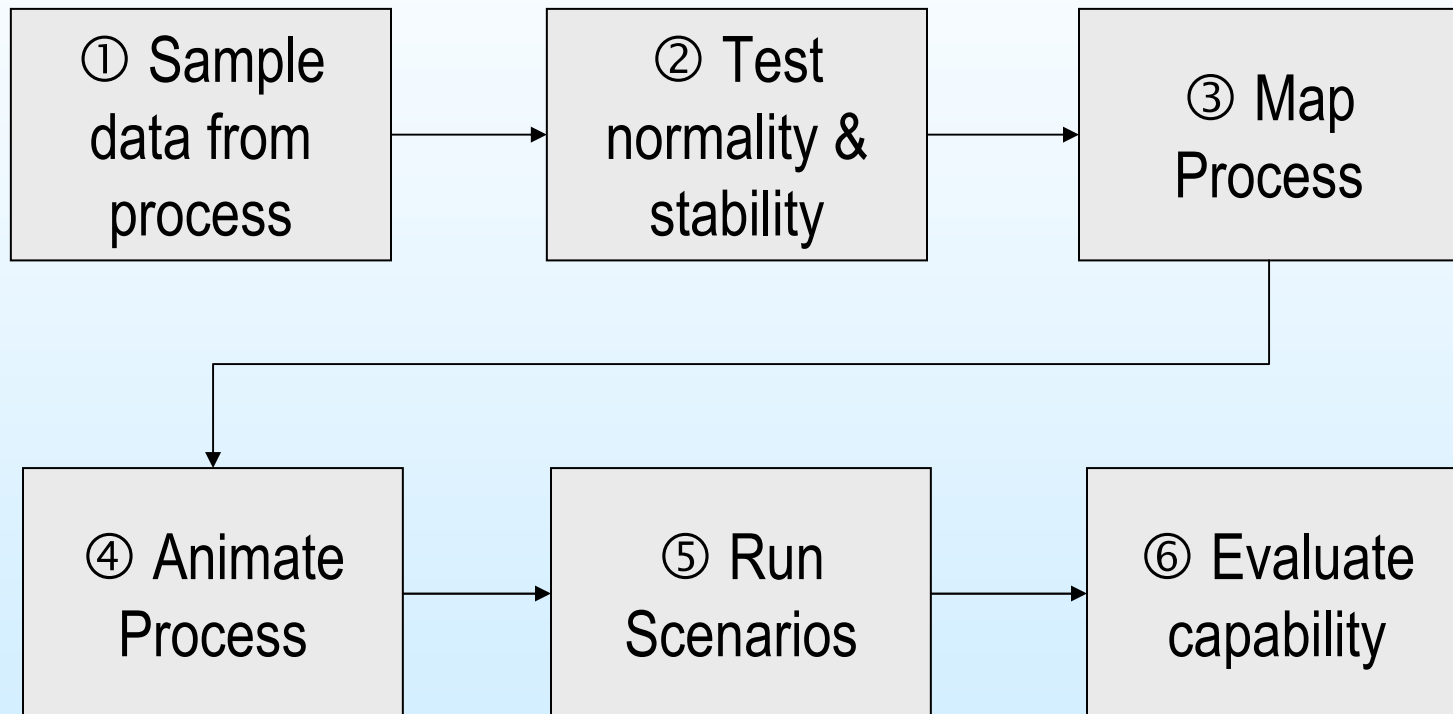 ① Sample
data from
process
② Test
normality &
stability
③ Map
Process
④ Animate
Process
⑤ Run
Scenarios
⑥ Evaluate
capability